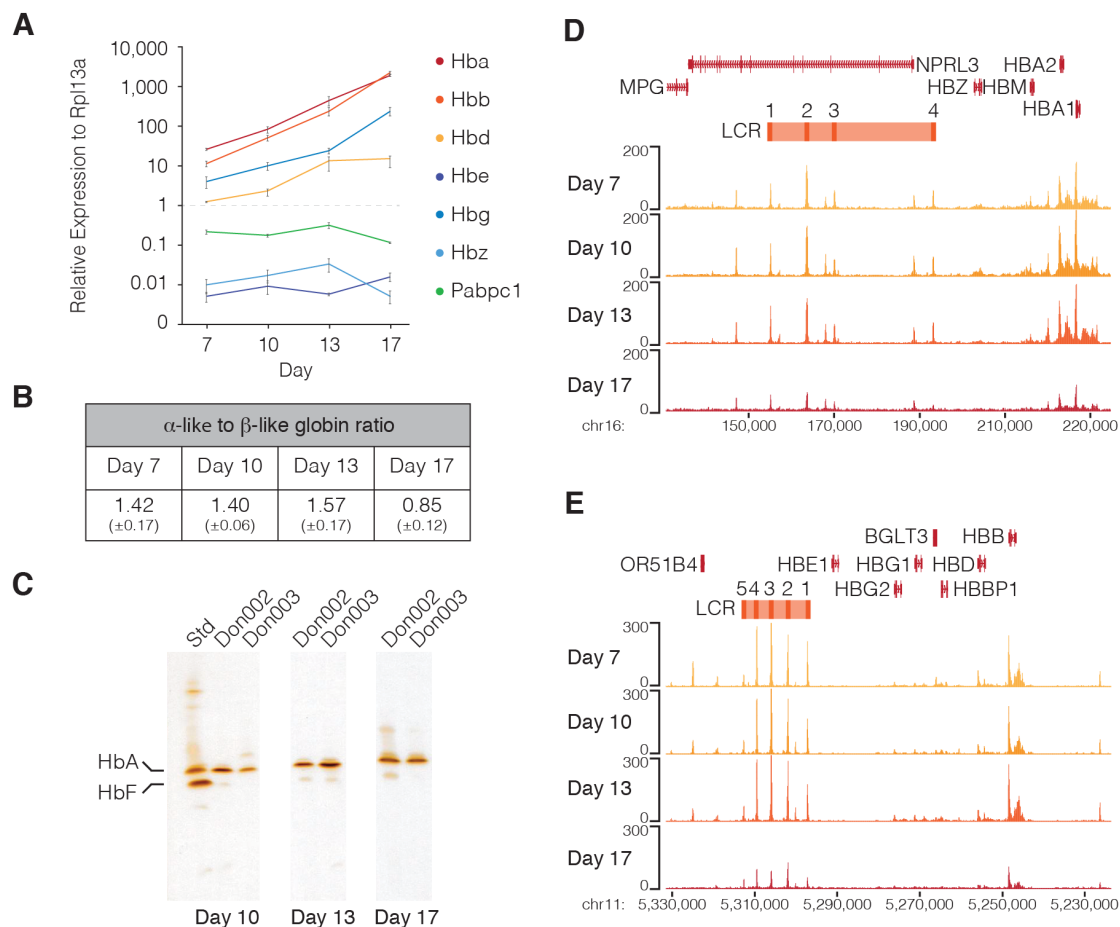 A
Relative Expression to Rpl13a
10,000
1,000
100
10
1
0.1
0.01
0
7 10 13 17
Day
Hba
Hbb
Hbd
Hbe
Hbg
Hbz
Pabpc1
B
α-like to β-like globin ratio
Day 7 Day 10 Day 13 Day 17
1.42 1.40 1.57 0.85
(±0.17) (±0.06) (±0.17) (±0.12)
C
Std Don002 Don003 Don002 Don003 Don002 Don003
HbA
HbF
Day 10 Day 13 Day 17
D
NPRL3 HBA2
MPG HBZ HBM
HBA1
1 2 3 4
LCR
200
Day 7
0
200
Day 10
0
200
Day 13
0
200
Day 17
0
chr16: 150,000 170,000 190,000 210,000 220,000
E
BGLT3 HBB
OR51B4 HBE1 HBG1 HBD
HBG2 HBBP1
5 4 3 2 1
LCR
300
Day 7
0
300
Day 10
0
300
Day 13
0
300
Day 17
0
chr11: 5,330,000 5,310,000 5,290,000 5,270,000 5,250,000 5,230,000